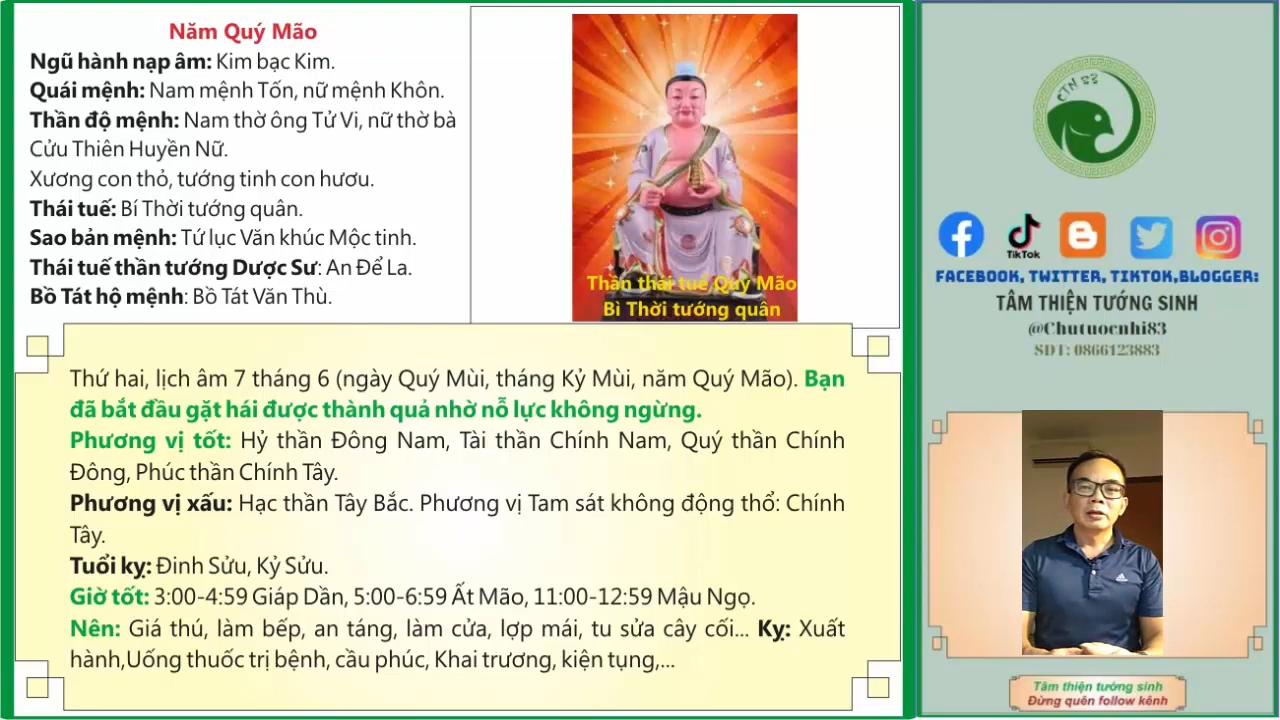 Năm Quý Mão
Ngũ hành nạp âm: Kim bạc Kim.
Quái mệnh: Nam mệnh Tốn, nữ mệnh Khôn.
Thần độ mệnh: Nam thờ ông Tử Vi, nữ thờ bà
Cửu Thiên Huyền Nữ.
Xương con thỏ, tướng tinh con hươu.
Thái tuế: Bí Thời tướng quân.
Sao bản mệnh: Tứ lục Văn khúc Mộc tinh.
Thái tuế thần tướng Dược Sư: An Để La.
Bồ Tát hộ mệnh: Bồ Tát Văn Thù.
Thần thái tuế Quý Mão
Bì Thời tướng quân
Thứ hai, lịch âm 7 tháng 6 (ngày Quý Mùi, tháng Kỷ Mùi, năm Quý Mão). Bạn
đã bắt đầu gặt hái được thành quả nhờ nỗ lực không ngừng.
Phương vị tốt: Hỷ thần Đông Nam, Tài thần Chính Nam, Quý thần Chính
Đông, Phúc thần Chính Tây.
Phương vị xấu: Hạc thần Tây Bắc. Phương vị Tam sát không động thổ: Chính
Tây.
Tuổi kỵ: Đinh Sửu, Kỷ Sửu.
Giờ tốt: 3:00-4:59 Giáp Dần, 5:00-6:59 Ất Mão, 11:00-12:59 Mậu Ngọ.
Nên: Giá thú, làm bếp, an táng, làm cửa, lợp mái, tu sửa cây cối... Kỵ: Xuất
hành,Uống thuốc trị bệnh, cầu phúc, Khai trương, kiện tụng,...
CTN 83
TikTok
FACEBOOK, TWITTER, TIKTOK,BLOGGER:
TÂM THIỆN TƯỚNG SINH
@Chutuocnhi83
SDT: 0866123883
adidas
Tâm thiện tướng sinh
Đừng quên follow kênh